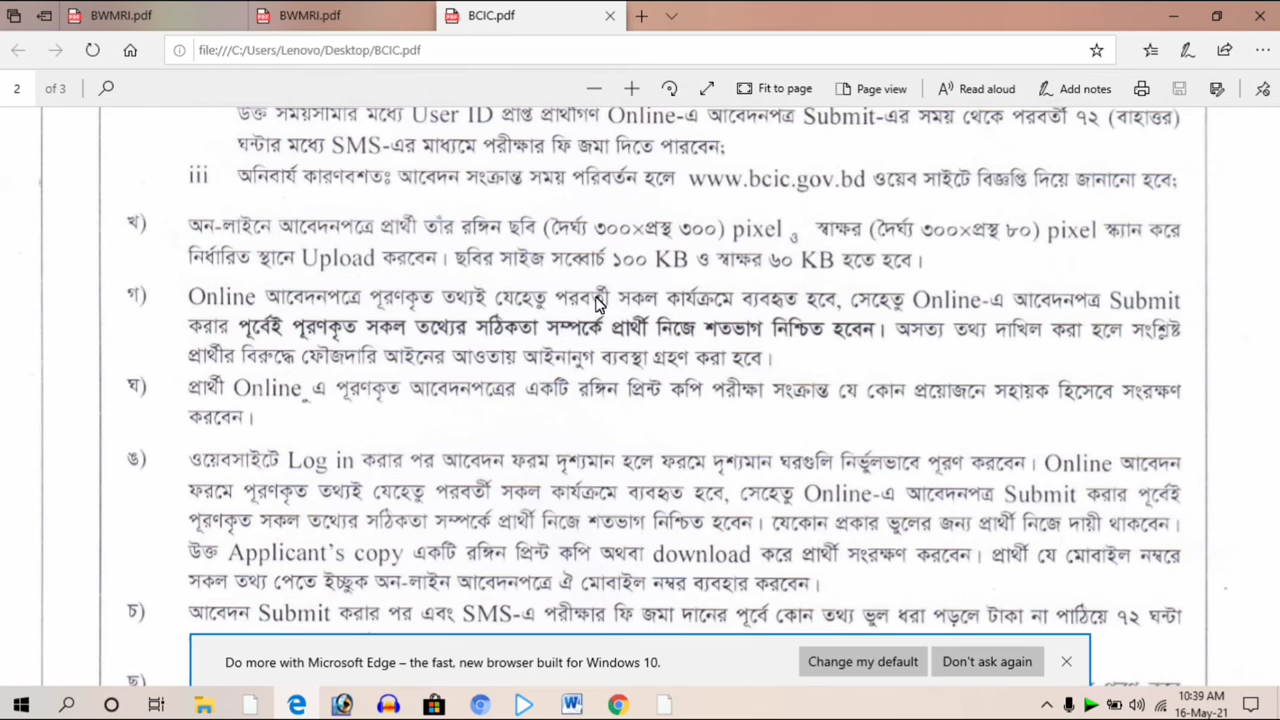 BWMRI.pdf
BWMRI.pdf
BCIC.pdf
file:///C:/Users/Lenovo/Desktop/BCIC.pdf
2 of 3
Fit to page
Page view
Read aloud
Add notes
উক্ত সময়সীমার মধ্যে User ID প্রাপ্ত প্রার্থীগণ Online-এ আবেদনপত্র Submit-এর সময় থেকে পরবর্তী ৭২ (বাহাত্তর)
ঘন্টার মধ্যে SMS-এর মাধ্যমে পরীক্ষার ফি জমা দিতে পারবেন;
iii অনিবার্য কারণবশতঃ আবেদন সংক্রান্ত সময় পরিবর্তন হলে www.bcic.gov.bd ওয়েব সাইটে বিজ্ঞপ্তি দিয়ে জানানো হবে;
খ) অন-লাইনে আবেদনপত্রে প্রার্থী তাঁর রঙ্গিন ছবি (দৈর্ঘ্য ৩০০×প্রস্থ ৩০০) pixel ও স্বাক্ষর (দৈর্ঘ্য ৩০০×প্রস্থ ৮০) pixel স্ক্যান করে
নির্ধারিত স্থানে Upload করবেন। ছবির সাইজ সর্ব্বোচ ১০০ KB ও স্বাক্ষর ৬০ KB হতে হবে।
গ) Online আবেদনপত্রে পূরণকৃত তথ্যই যেহেতু পরবর্তী সকল কার্যক্রমে ব্যবহৃত হবে, সেহেতু Online-এ আবেদনপত্র Submit
করার পূর্বেই পূরণকৃত সকল তথ্যের সঠিকতা সম্পর্কে প্রার্থী নিজে শতভাগ নিশ্চিত হবেন। অসত্য তথ্য দাখিল করা হলে সংশ্লিষ্ট
প্রার্থীর বিরুদ্ধে ফৌজদারি আইনের আওতায় আইনানুগ ব্যবস্থা গ্রহণ করা হবে।
ঘ) প্রার্থী Online এ পূরণকৃত আবেদনপত্রের একটি রঙ্গিন প্রিন্ট কপি পরীক্ষা সংক্রান্ত যে কোন প্রয়োজনে সহায়ক হিসেবে সংরক্ষণ
করবেন।
ঙ) ওয়েবসাইটে Log in করার পর আবেদন ফরম দৃশ্যমান হলে ফরমে দৃশ্যমান ঘরগুলি নির্ভুলভাবে পূরণ করবেন। Online আবেদন
ফরমে পূরণকৃত তথ্যই যেহেতু পরবর্তী সকল কার্যক্রমে ব্যবহৃত হবে, সেহেতু Online-এ আবেদনপত্র Submit করার পূর্বেই
পূরণকৃত সকল তথ্যের সঠিকতা সম্পর্কে প্রার্থী নিজে শতভাগ নিশ্চিত হবেন। যেকোন প্রকার ভুলের জন্য প্রার্থী নিজে দায়ী থাকবেন।
উক্ত Applicant's copy একটি রঙ্গিন প্রিন্ট কপি অথবা download করে প্রার্থী সংরক্ষণ করবেন। প্রার্থী যে মোবাইল নম্বরে
সকল তথ্য পেতে ইচ্ছুক অন-লাইন আবেদনপত্রে ঐ মোবাইল নম্বর ব্যবহার করবেন।
চ) আবেদন Submit করার পর এবং SMS-এ পরীক্ষার ফি জমা দানের পূর্বে কোন তথ্য ভুল ধরা পড়লে টাকা না পাঠিয়ে ৭২ ঘন্টা
Do more with Microsoft Edge – the fast, new browser built for Windows 10.
Change my default
Don't ask again
10:39 AM
16-May-21